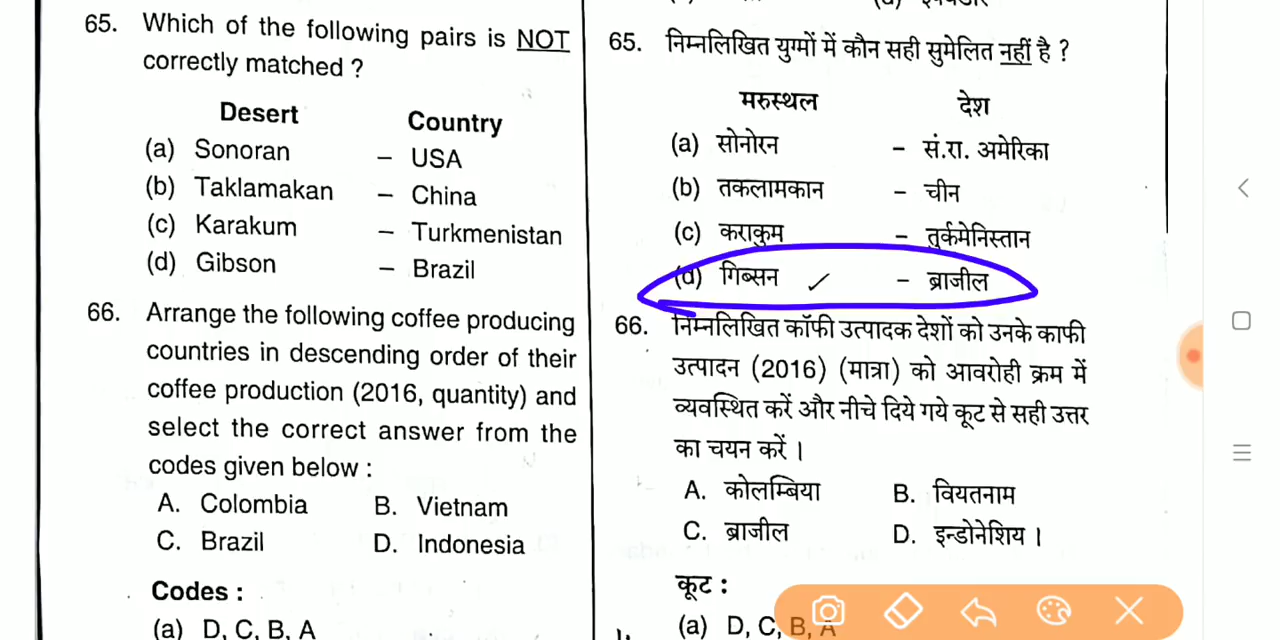 65. Which of the following pairs is NOT
correctly matched ?
Desert Country
(a) Sonoran – USA
(b) Taklamakan – China
(c) Karakum – Turkmenistan
(d) Gibson – Brazil
66. Arrange the following coffee producing
countries in descending order of their
coffee production (2016, quantity) and
select the correct answer from the
codes given below :
A. Colombia B. Vietnam
C. Brazil D. Indonesia
Codes :
(a) D, C, B, A
65. निम्नलिखित युग्मों में कौन सही सुमेलित नहीं है ?
मरुस्थल देश
(a) सोनोरन – सं.रा. अमेरिका
(b) तकलामकान – चीन
(c) कराकुम – तुर्कमेनिस्तान
(d) गिब्सन – ब्राजील
66. निम्नलिखित कॉफी उत्पादक देशों को उनके काफी
उत्पादन (2016) (मात्रा) को आवरोही क्रम में
व्यवस्थित करें और नीचे दिये गये कूट से सही उत्तर
का चयन करें ।
A. कोलम्बिया B. वियतनाम
C. ब्राजील D. इन्डोनेशिय ।
कूट :
(a) D, C, B, A